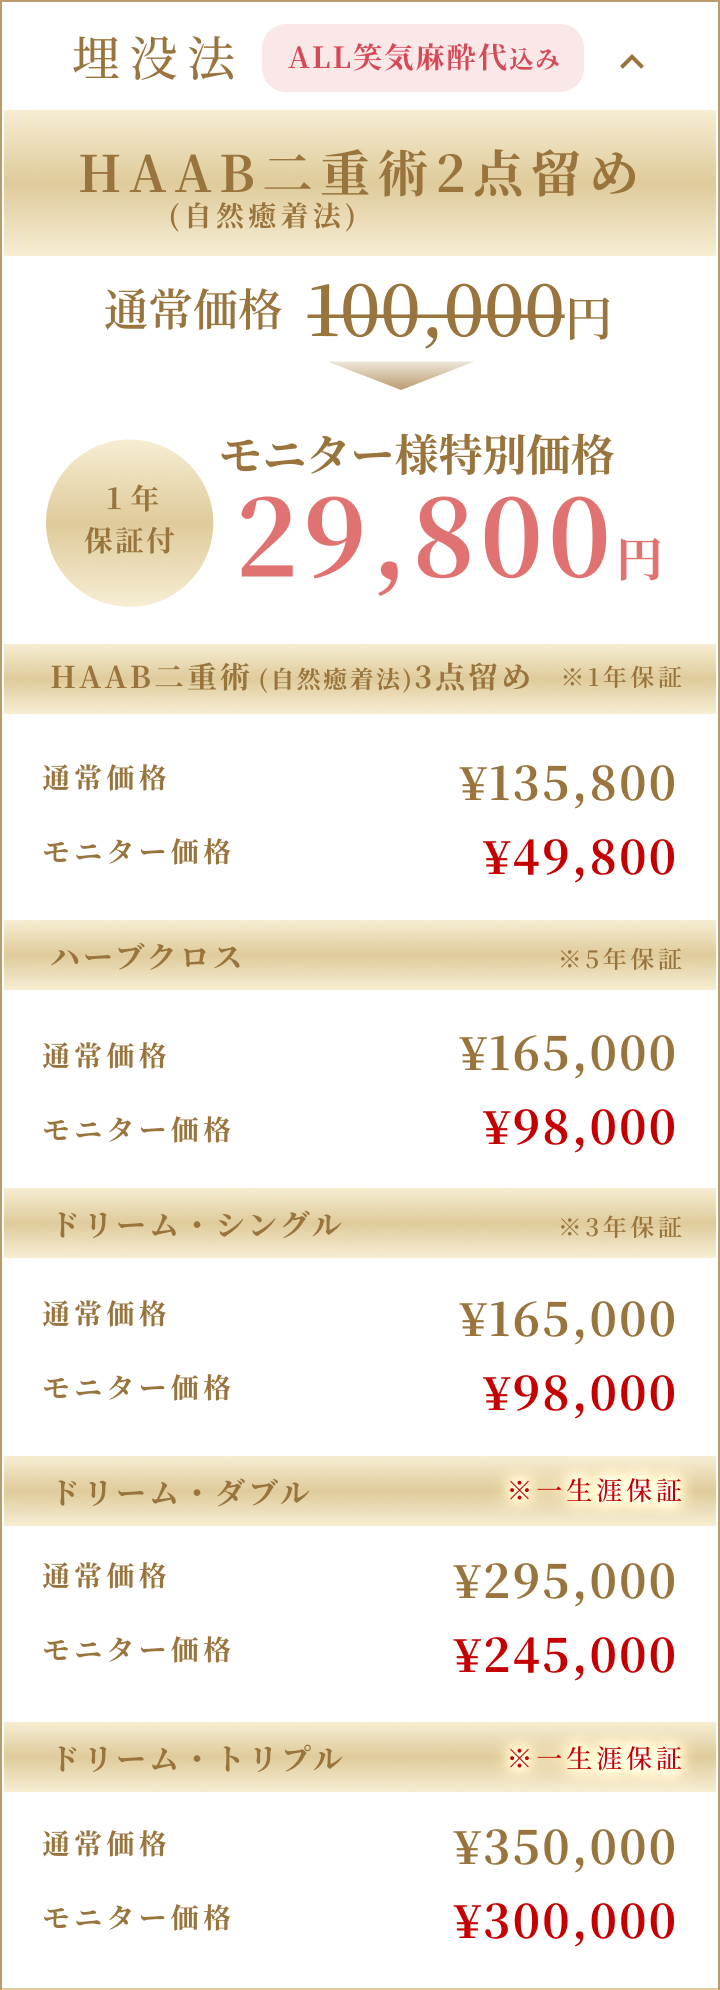 埋没法 ALL笑気麻酔代込み
HAAB二重術2点留め
(自然癒着法)
通常価格 100,000円
モニター様特別価格
1年
保証付
29,800円
HAAB二重術(自然癒着法)3点留め ※1年保証
通常価格 ¥135,800
モニター価格 ¥49,800
ハーブクロス ※5年保証
通常価格 ¥165,000
モニター価格 ¥98,000
ドリーム・シングル ※3年保証
通常価格 ¥165,000
モニター価格 ¥98,000
ドリーム・ダブル ※一生涯保証
通常価格 ¥295,000
モニター価格 ¥245,000
ドリーム・トリプル ※一生涯保証
通常価格 ¥350,000
モニター価格 ¥300,000